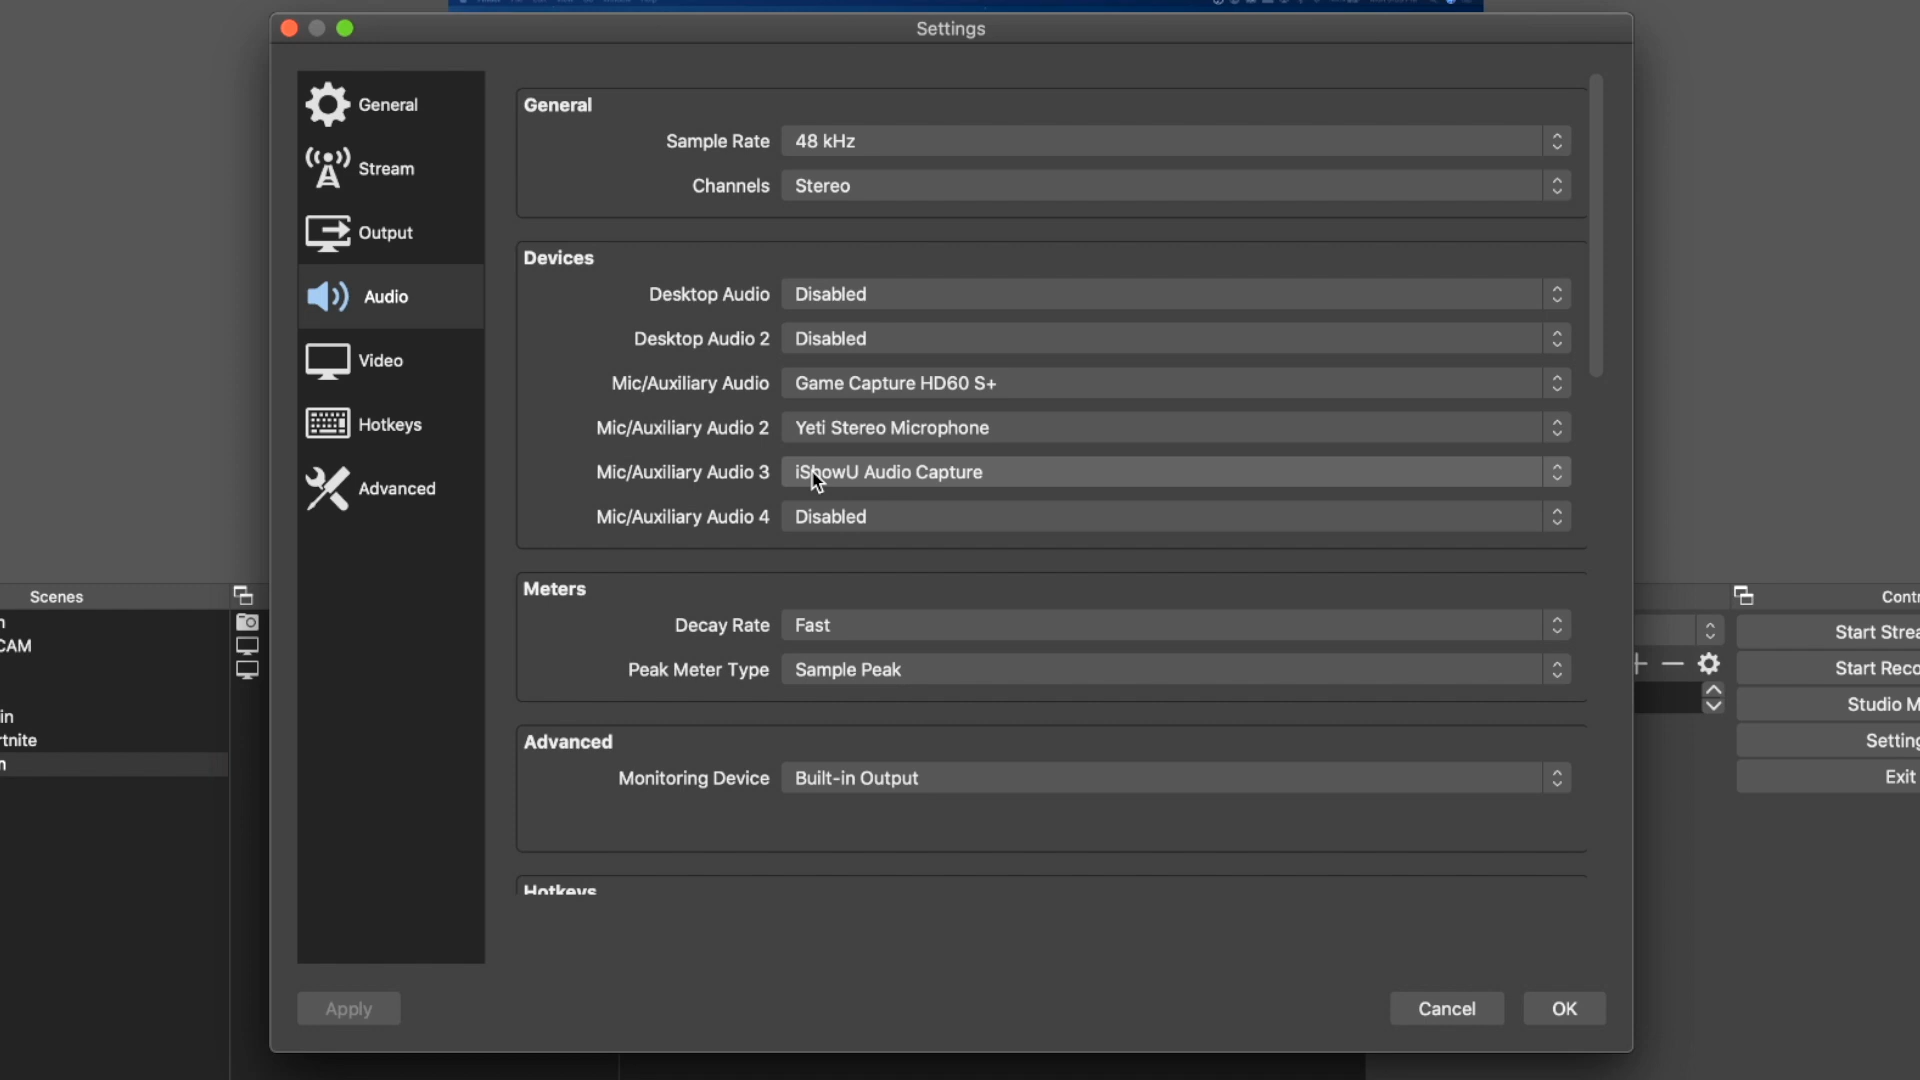 Settings
General
Stream
Output
Audio
Video
Hotkeys
Advanced
General
Sample Rate 48 kHz
Channels Stereo
Devices
Desktop Audio Disabled
Desktop Audio 2 Disabled
Mic/Auxiliary Audio Game Capture HD60 S+
Mic/Auxiliary Audio 2 Yeti Stereo Microphone
Mic/Auxiliary Audio 3 iShowU Audio Capture
Mic/Auxiliary Audio 4 Disabled
Meters
Decay Rate Fast
Peak Meter Type Sample Peak
Advanced
Monitoring Device Built-in Output
Hotkeys
Apply
Cancel
OK
Scenes
CAM
in
rtnite
Contr
Start Strea
Start Reco
Studio M
Setting
Exit